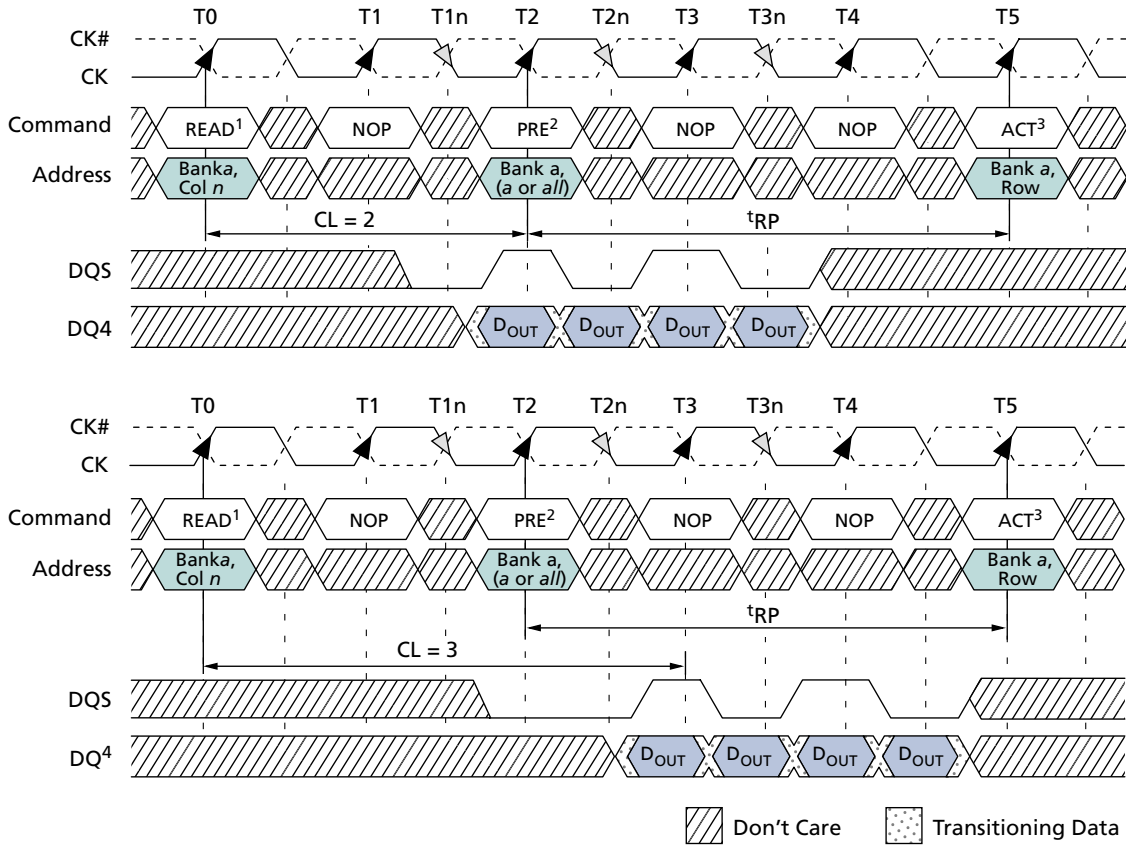 T0 T1 T1n T2 T2n T3 T3n T4 T5
CK#
CK
Command READ¹ NOP PRE² NOP NOP ACT³
Address Banka, Col n Bank a, (a or all) Bank a, Row
CL = 2 ᵗRP
DQS
DQ4 DOUT DOUT DOUT DOUT
T0 T1 T1n T2 T2n T3 T3n T4 T5
CK#
CK
Command READ¹ NOP PRE² NOP NOP ACT³
Address Banka, Col n Bank a, (a or all) Bank a, Row
ᵗRP
CL = 3
DQS
DQ⁴ DOUT DOUT DOUT DOUT
Don't Care Transitioning Data